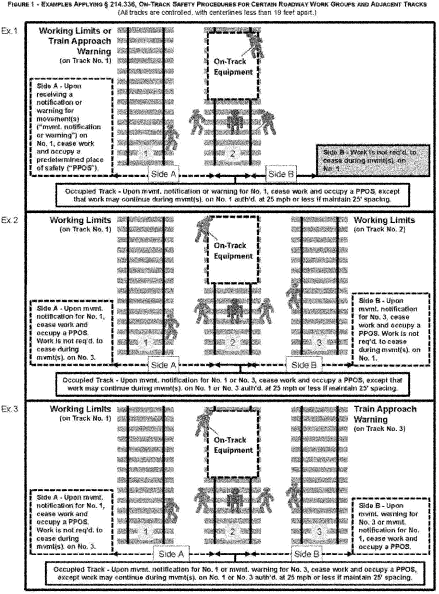 FIGURE 1 - EXAMPLES APPLYING § 214.336, ON-TRACK SAFETY PROCEDURES FOR CERTAIN ROADWAY WORK GROUPS AND ADJACENT TRACKS
(All tracks are controlled, with centerlines less than 19 feet apart.)
Ex.1
Working Limits or
Train Approach
Warning
(on Track No. 1)
On-Track
Equipment
Side A - Upon
receiving a
notification or
warning for
movement(s)
("mvmt. notification
or warning") on
No. 1, cease work
and occupy a
predetermined place
of safety ("PPOS").
1
2
Side B - Work is not req'd. to
cease during mvmt(s). on
No. 1
Side A
Side B
Occupied Track - Upon mvmt. notification or warning for No. 1, cease work and occupy a PPOS, except
that work may continue during mvmt(s). on No. 1 auth'd. at 25 mph or less if maintain 25' spacing.
Ex.2
Working Limits
(on Track No. 1)
On-Track
Equipment
Working Limits
(on Track No. 2)
Side A - Upon mvmt.
notification for No. 1,
cease work and
occupy a PPOS.
Work is not req'd. to
cease during
mvmt(s). on No. 3.
1
2
3
Side B - Upon
mvmt. notification
for No. 3, cease
work and occupy
a PPOS. Work is not
req'd. to cease
during mvmt(s). on
No. 1.
Side A
Side B
Occupied Track - Upon mvmt. notification for No. 1 or No. 3, cease work and occupy a PPOS, except that
work may continue during mvmt(s). on No. 1 or No. 3 auth'd. at 25 mph or less if maintain 25' spacing.
Ex.3
Working Limits
(on Track No. 1)
On-Track
Equipment
Train Approach
Warning
(on Track No. 3)
Side A - Upon mvmt.
notification for No. 1,
cease work and
occupy a PPOS.
Work is not req'd. to
cease during
mvmt(s). on No. 3.
1
2
3
Side B - Upon
mvmt. warning for
No. 3 or mvmt.
notification for
No. 1, cease work
and occupy a
PPOS.
Side A
Side B
Occupied Track - Upon mvmt. notification for No. 1 or mvmt. warning for No. 3, cease work and occupy a PPOS,
except work may continue during mvmt(s). on No. 1 or No. 3 auth'd. at 25 mph or less if maintain 25' spacing.